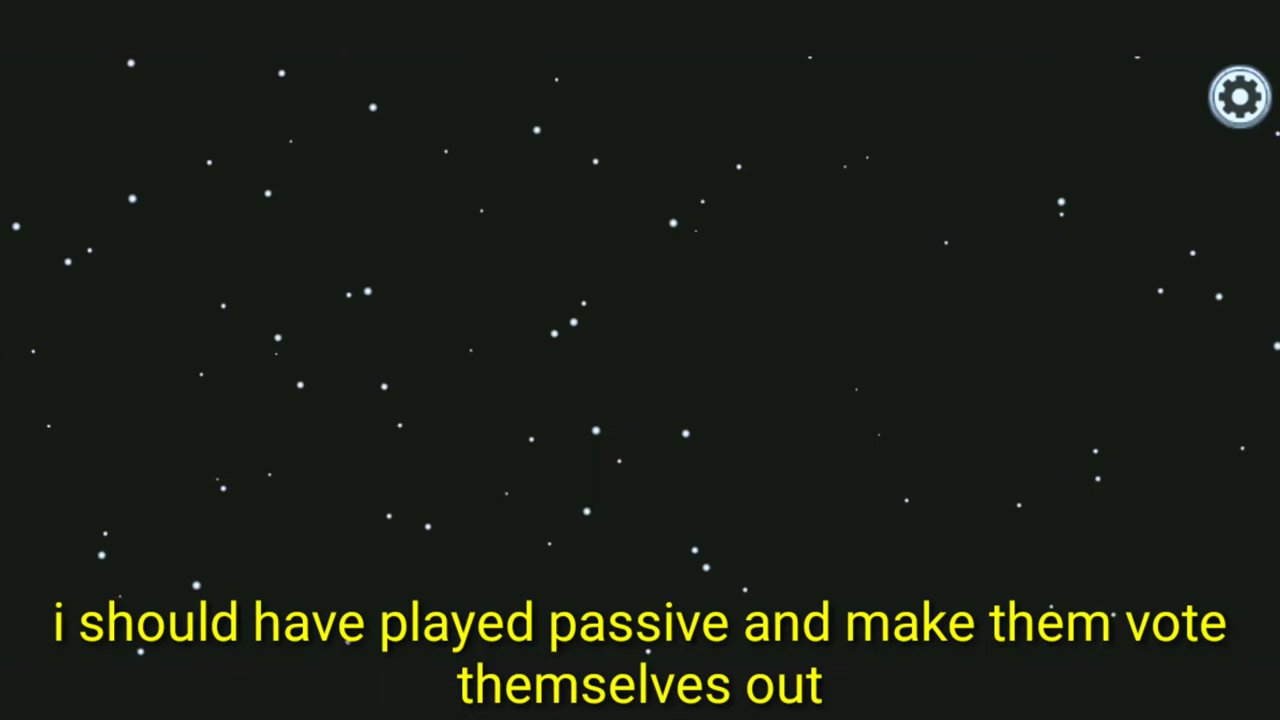 i should have played passive and make them vote
themselves out